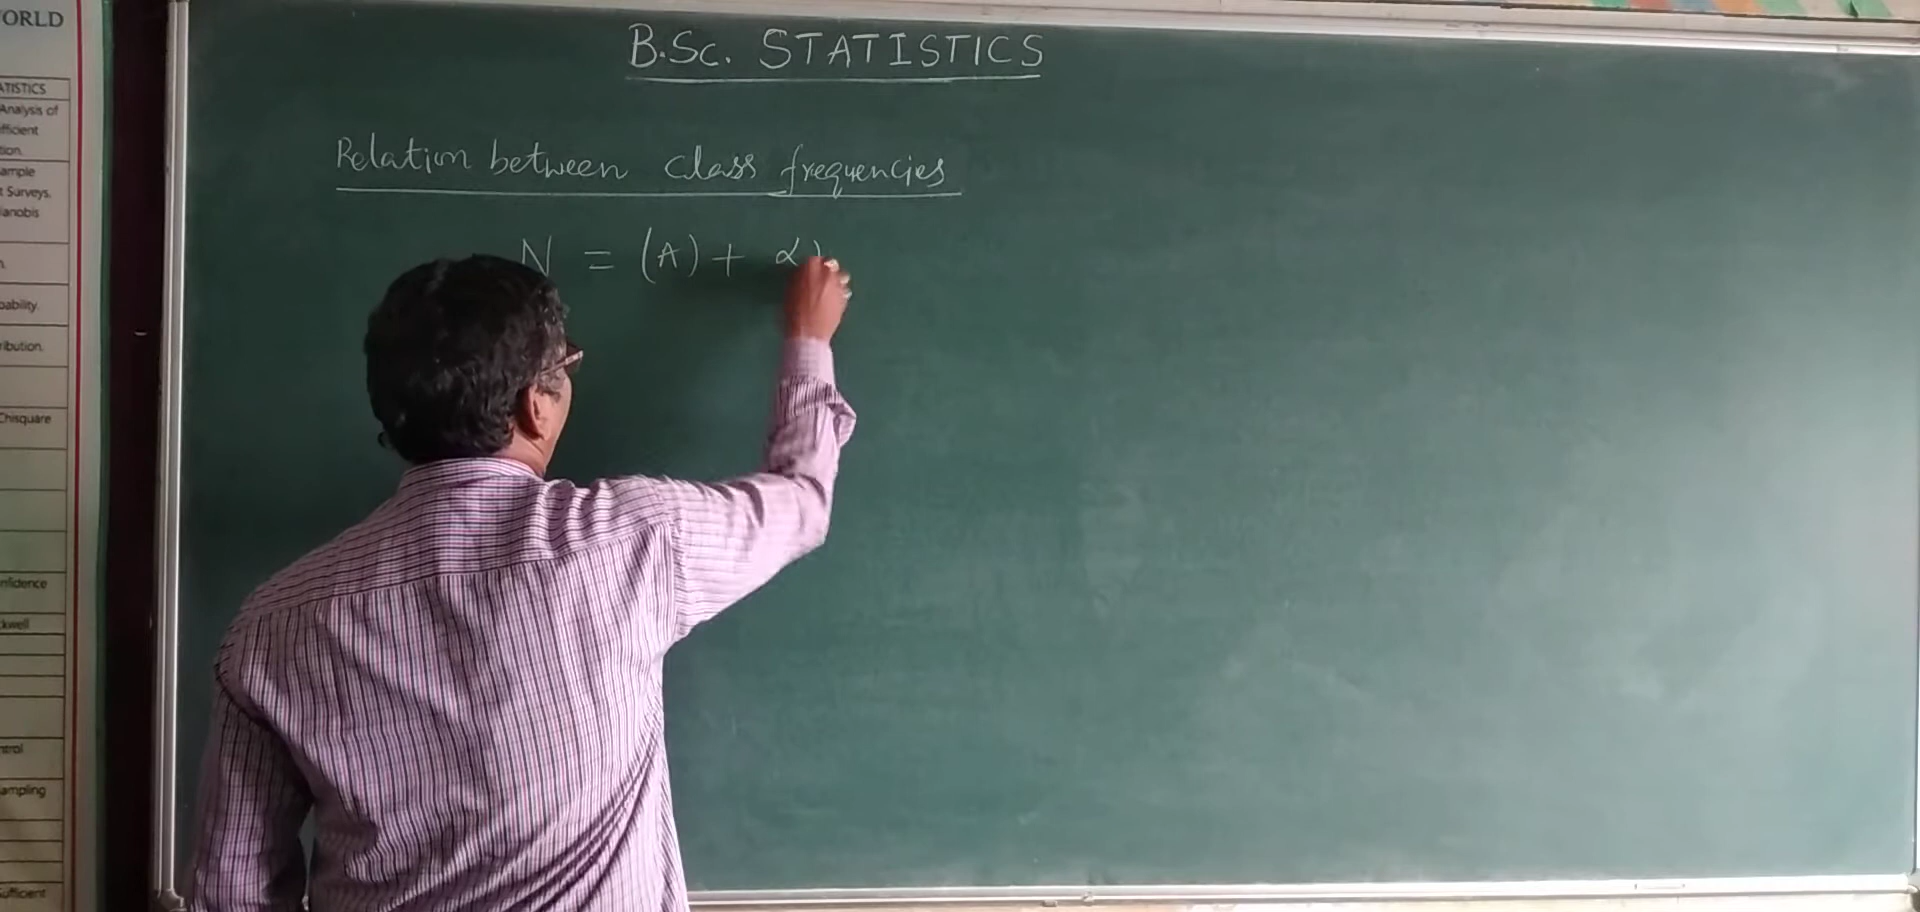 B.Sc. STATISTICS
Relation between class frequencies
N = (A) + α)
ORLD
ATISTICS
Analysis of
fficient
tion.
ample
t Surveys.
lanobis
bability.
ribution.
Chisquare
nfidence
ckwell
ntrol
ampling
Sufficient